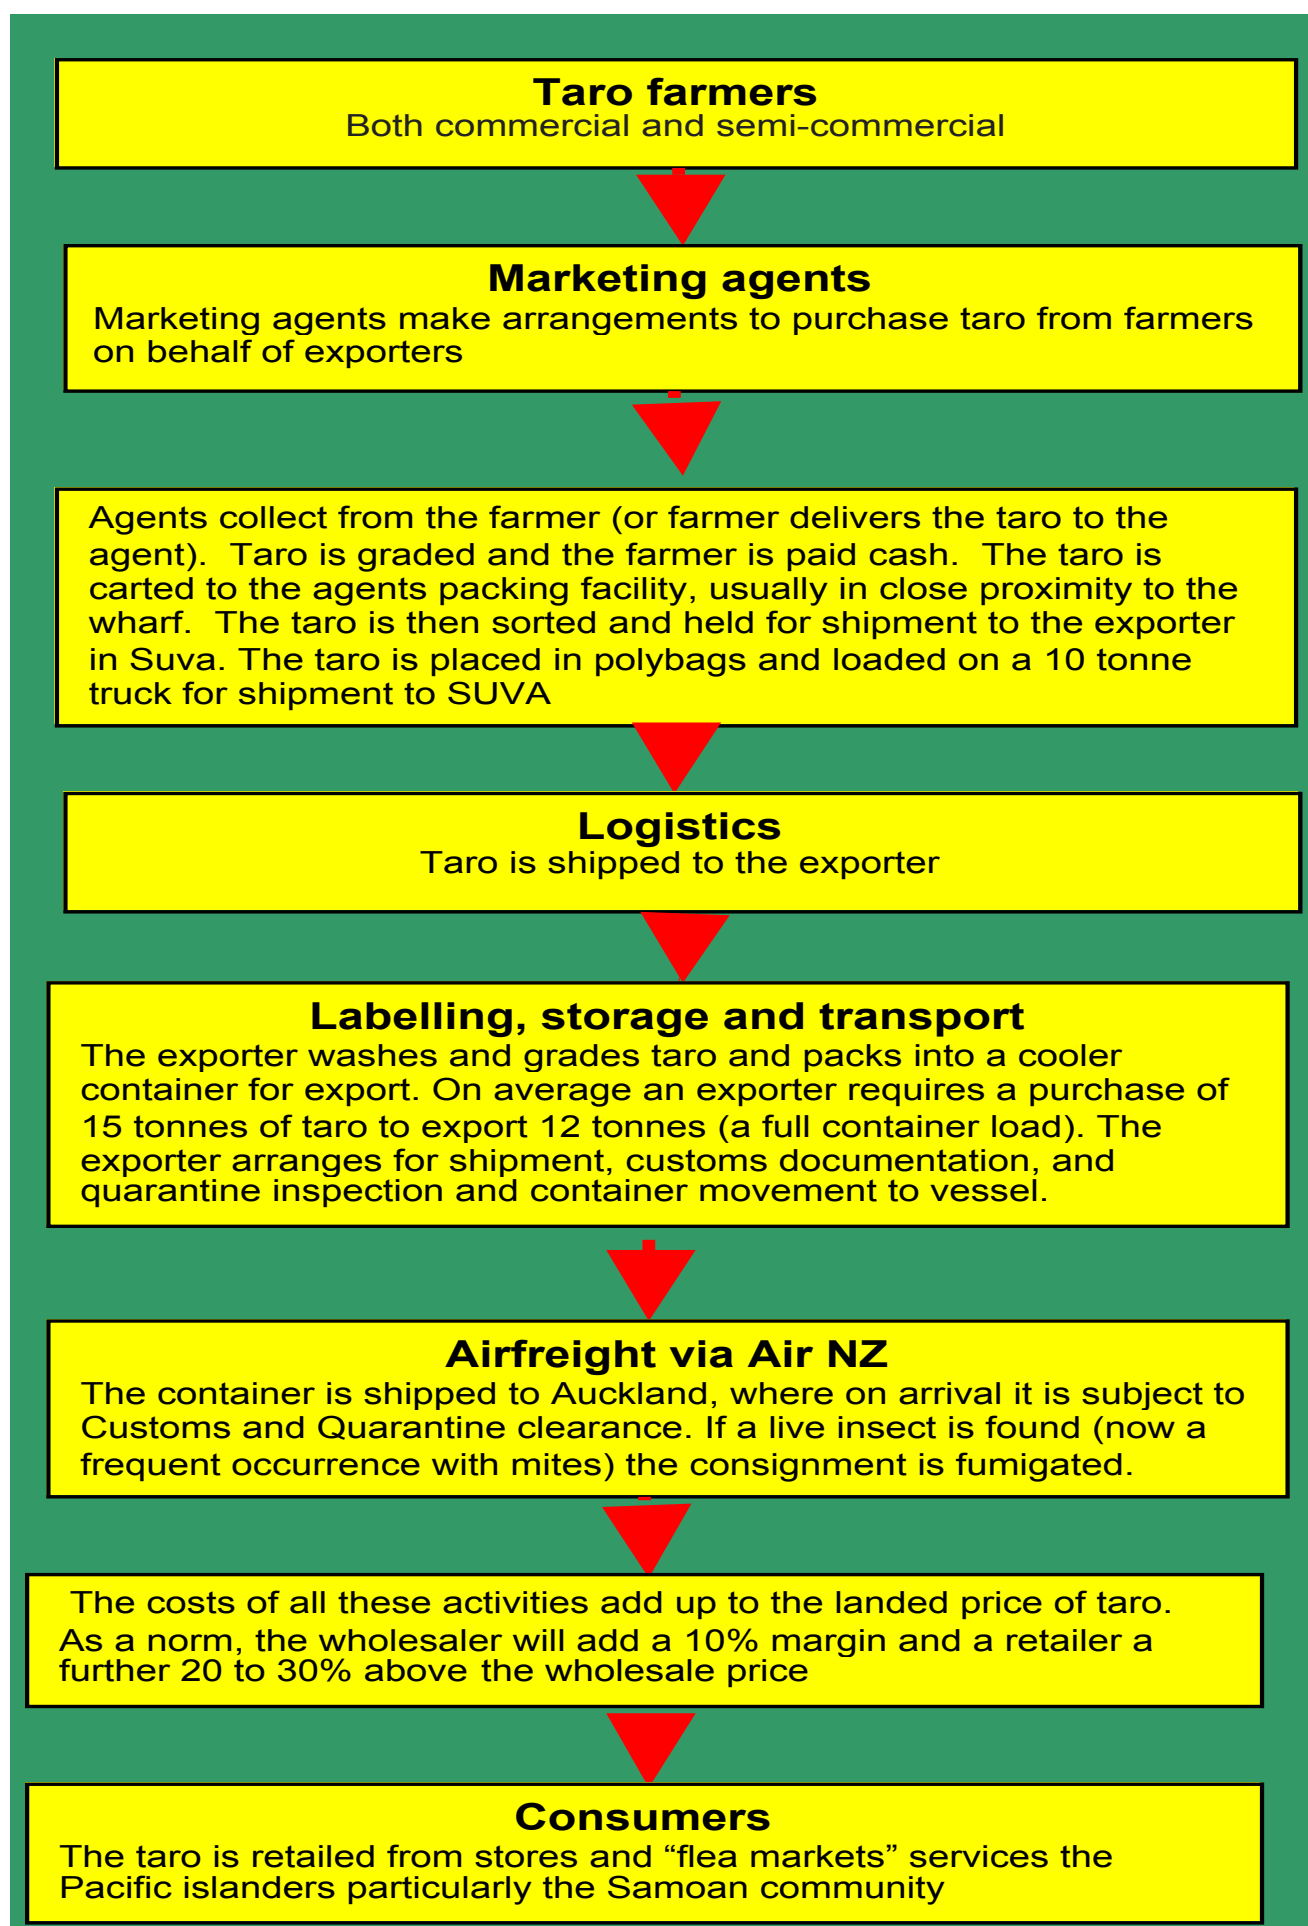 Taro farmers
Both commercial and semi-commercial
Marketing agents
Marketing agents make arrangements to purchase taro from farmers
on behalf of exporters
Agents collect from the farmer (or farmer delivers the taro to the
agent).  Taro is graded and the farmer is paid cash.  The taro is
carted to the agents packing facility, usually in close proximity to the
wharf.  The taro is then sorted and held for shipment to the exporter
in Suva. The taro is placed in polybags and loaded on a 10 tonne
truck for shipment to SUVA
Logistics
Taro is shipped to the exporter
Labelling, storage and transport
The exporter washes and grades taro and packs into a cooler
container for export. On average an exporter requires a purchase of
15 tonnes of taro to export 12 tonnes (a full container load). The
exporter arranges for shipment, customs documentation, and
quarantine inspection and container movement to vessel.
Airfreight via Air NZ
The container is shipped to Auckland, where on arrival it is subject to
Customs and Quarantine clearance. If a live insect is found (now a
frequent occurrence with mites) the consignment is fumigated.
The costs of all these activities add up to the landed price of taro.
As a norm, the wholesaler will add a 10% margin and a retailer a
further 20 to 30% above the wholesale price
Consumers
The taro is retailed from stores and “flea markets” services the
Pacific islanders particularly the Samoan community